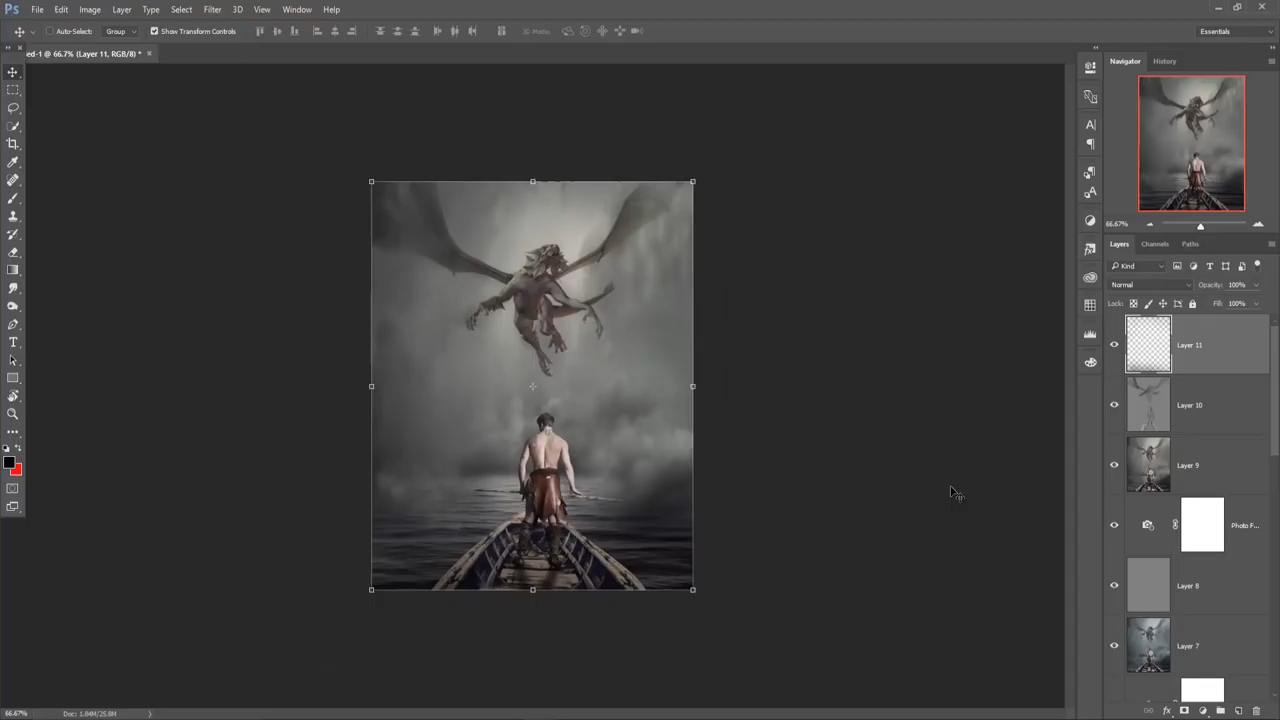 Ps File Edit Image Layer Type Select Filter 3D View Window Help
Auto-Select: Group Show Transform Controls 3D Mode: Essentials
ed-1 @ 66.7% (Layer 11, RGB/8) * ×
Navigator History
66.67%
Layers Channels Paths
Kind
Normal Opacity: 100%
Lock: Fill: 100%
Layer 11
Layer 10
Layer 9
Photo F...
Layer 8
Layer 7
66.67% Doc: 1.84M/25.8M